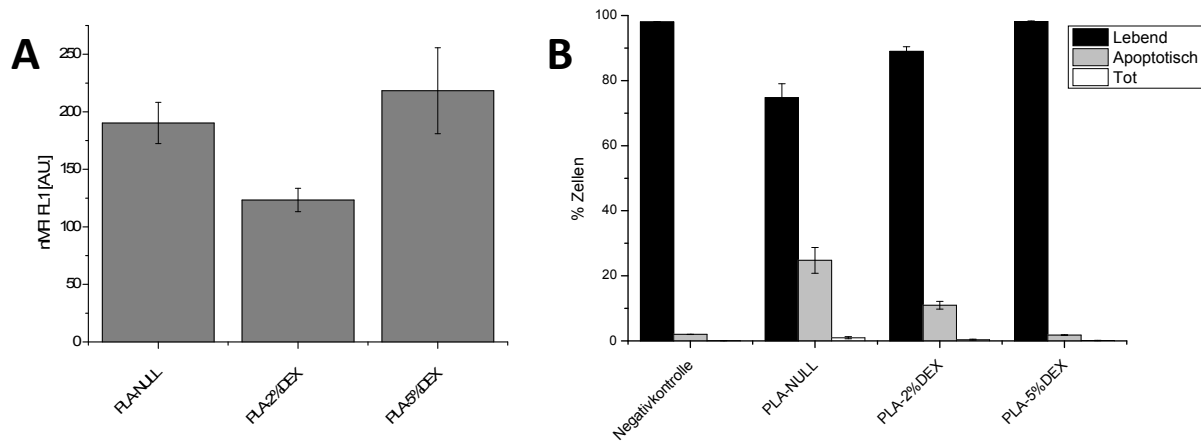 A
nMFI FL1 [A.U.]
250
200
150
100
50
0
PLA-NULL
PLA-2%DEX
PLA-5%DEX
B
% Zellen
100
80
60
40
20
0
Negativkontrolle
PLA-NULL
PLA-2%DEX
PLA-5%DEX
Lebend
Apoptotisch
Tot